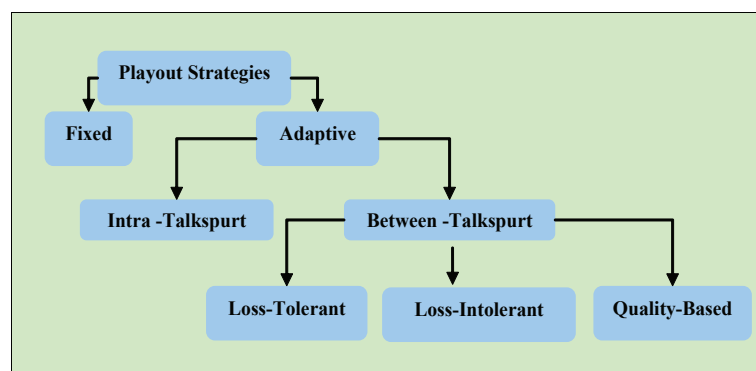 Playout Strategies
Fixed
Adaptive
Intra -Talkspurt
Between -Talkspurt
Loss-Tolerant
Loss-Intolerant
Quality-Based